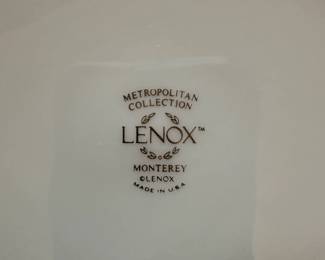 METROPOLITAN
COLLECTION
LENOX™
MONTEREY
©LENOX
MADE IN U.S.A.